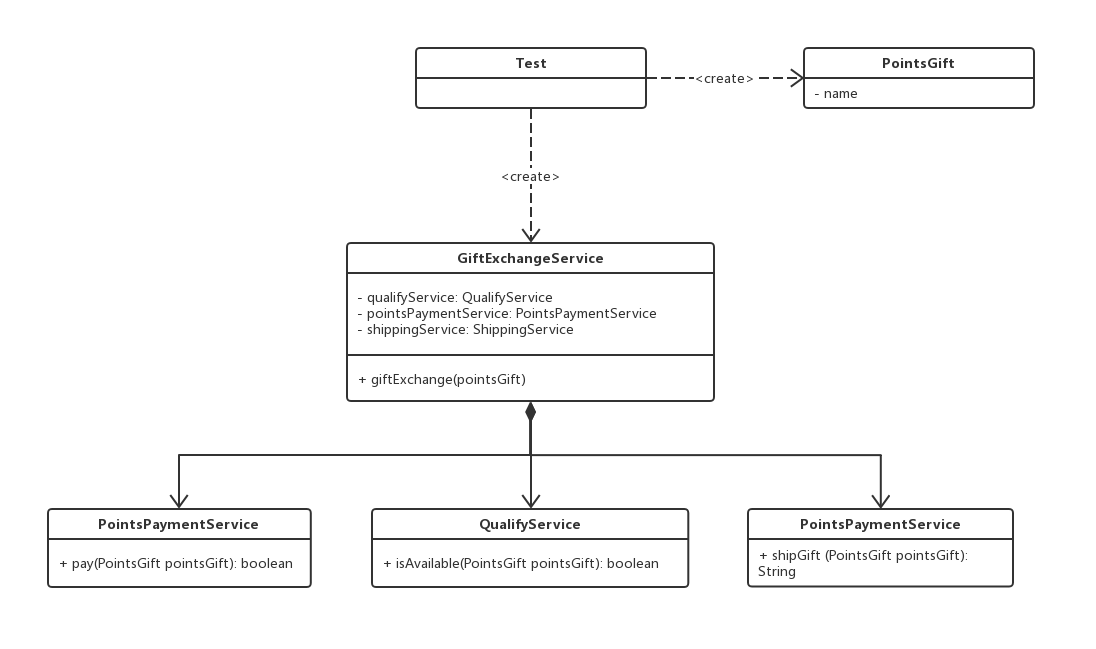 Test
<create>
PointsGift
- name
<create>
GiftExchangeService
- qualifyService: QualifyService
- pointsPaymentService: PointsPaymentService
- shippingService: ShippingService
+ giftExchange(pointsGift)
PointsPaymentService
+ pay(PointsGift pointsGift): boolean
QualifyService
+ isAvailable(PointsGift pointsGift): boolean
PointsPaymentService
+ shipGift (PointsGift pointsGift):
String